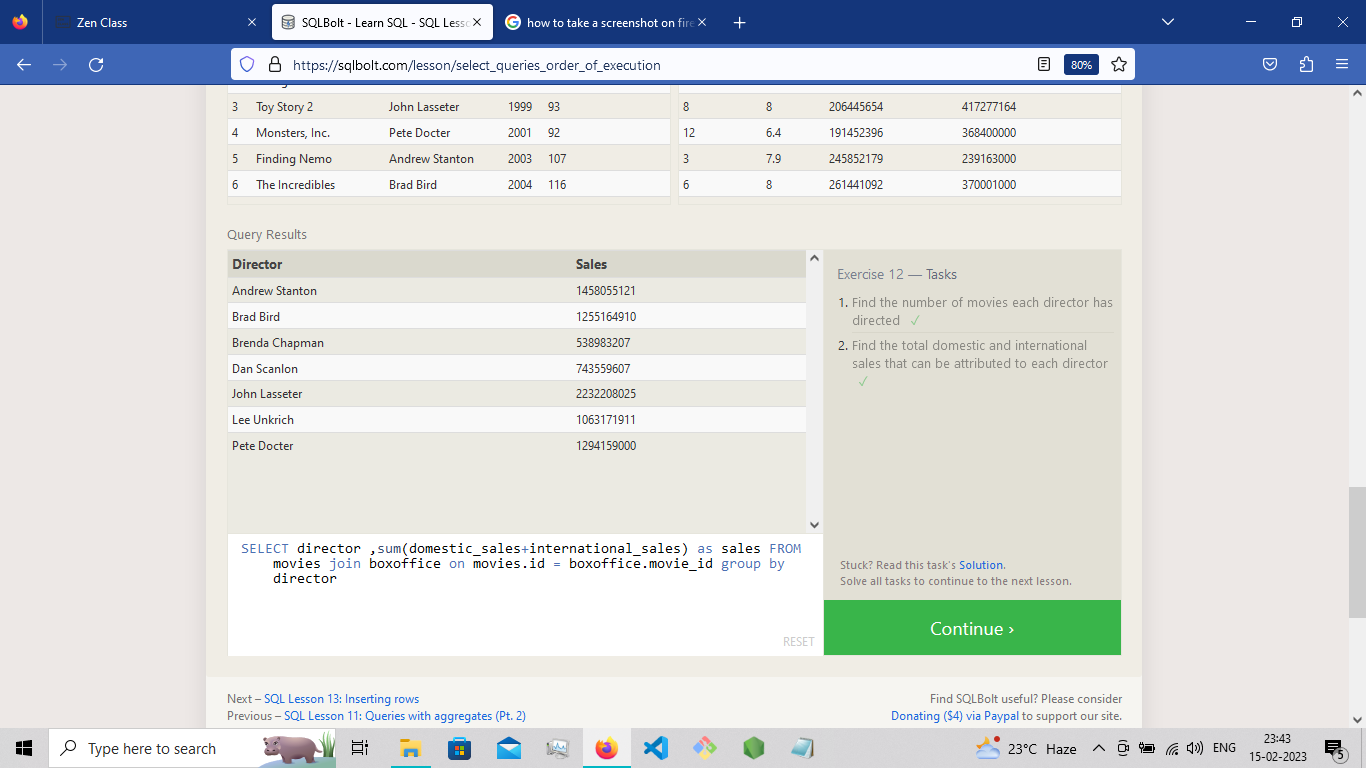 Zen Class
SQLBolt - Learn SQL - SQL Less
how to take a screenshot on fire
https://sqlbolt.com/lesson/select_queries_order_of_execution
80%
3 Toy Story 2 John Lasseter 1999 93 8 8 206445654 417277164
4 Monsters, Inc. Pete Docter 2001 92 12 6.4 191452396 368400000
5 Finding Nemo Andrew Stanton 2003 107 3 7.9 245852179 239163000
6 The Incredibles Brad Bird 2004 116 6 8 261441092 370001000
Query Results
Director Sales
Andrew Stanton 1458055121
Brad Bird 1255164910
Brenda Chapman 538983207
Dan Scanlon 743559607
John Lasseter 2232208025
Lee Unkrich 1063171911
Pete Docter 1294159000
SELECT director ,sum(domestic_sales+international_sales) as sales FROM
movies join boxoffice on movies.id = boxoffice.movie_id group by
director
RESET
Exercise 12 — Tasks
1. Find the number of movies each director has
directed ✓
2. Find the total domestic and international
sales that can be attributed to each director
✓
Stuck? Read this task's Solution.
Solve all tasks to continue to the next lesson.
Continue ›
Next – SQL Lesson 13: Inserting rows
Previous – SQL Lesson 11: Queries with aggregates (Pt. 2)
Find SQLBolt useful? Please consider
Donating ($4) via Paypal to support our site.
Type here to search
23°C Haze
ENG
23:43
15-02-2023
5